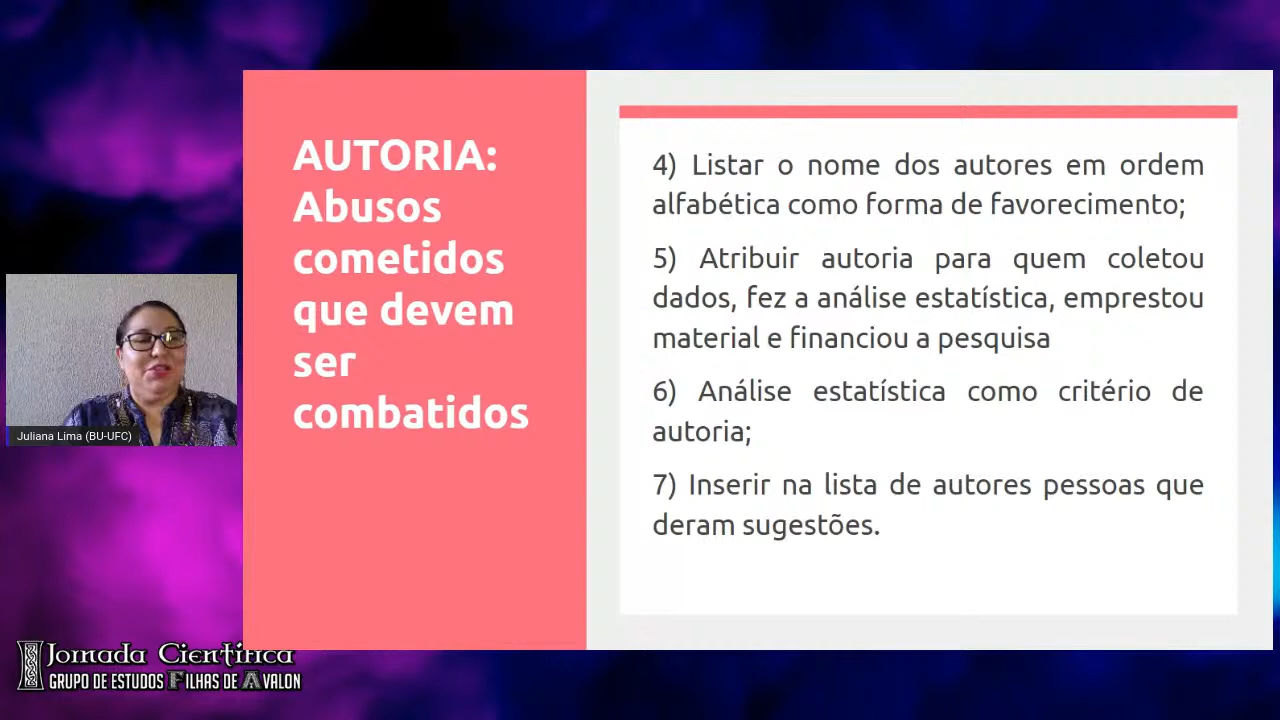 AUTORIA:
Abusos
cometidos
que devem
ser
combatidos
4) Listar o nome dos autores em ordem
alfabética como forma de favorecimento;
5) Atribuir autoria para quem coletou
dados, fez a análise estatística, emprestou
material e financiou a pesquisa
6) Análise estatística como critério de
autoria;
7) Inserir na lista de autores pessoas que
deram sugestões.
Juliana Lima (BU-UFC)
I Jornada Científica
GRUPO DE ESTUDOS FILHAS DE AVALON